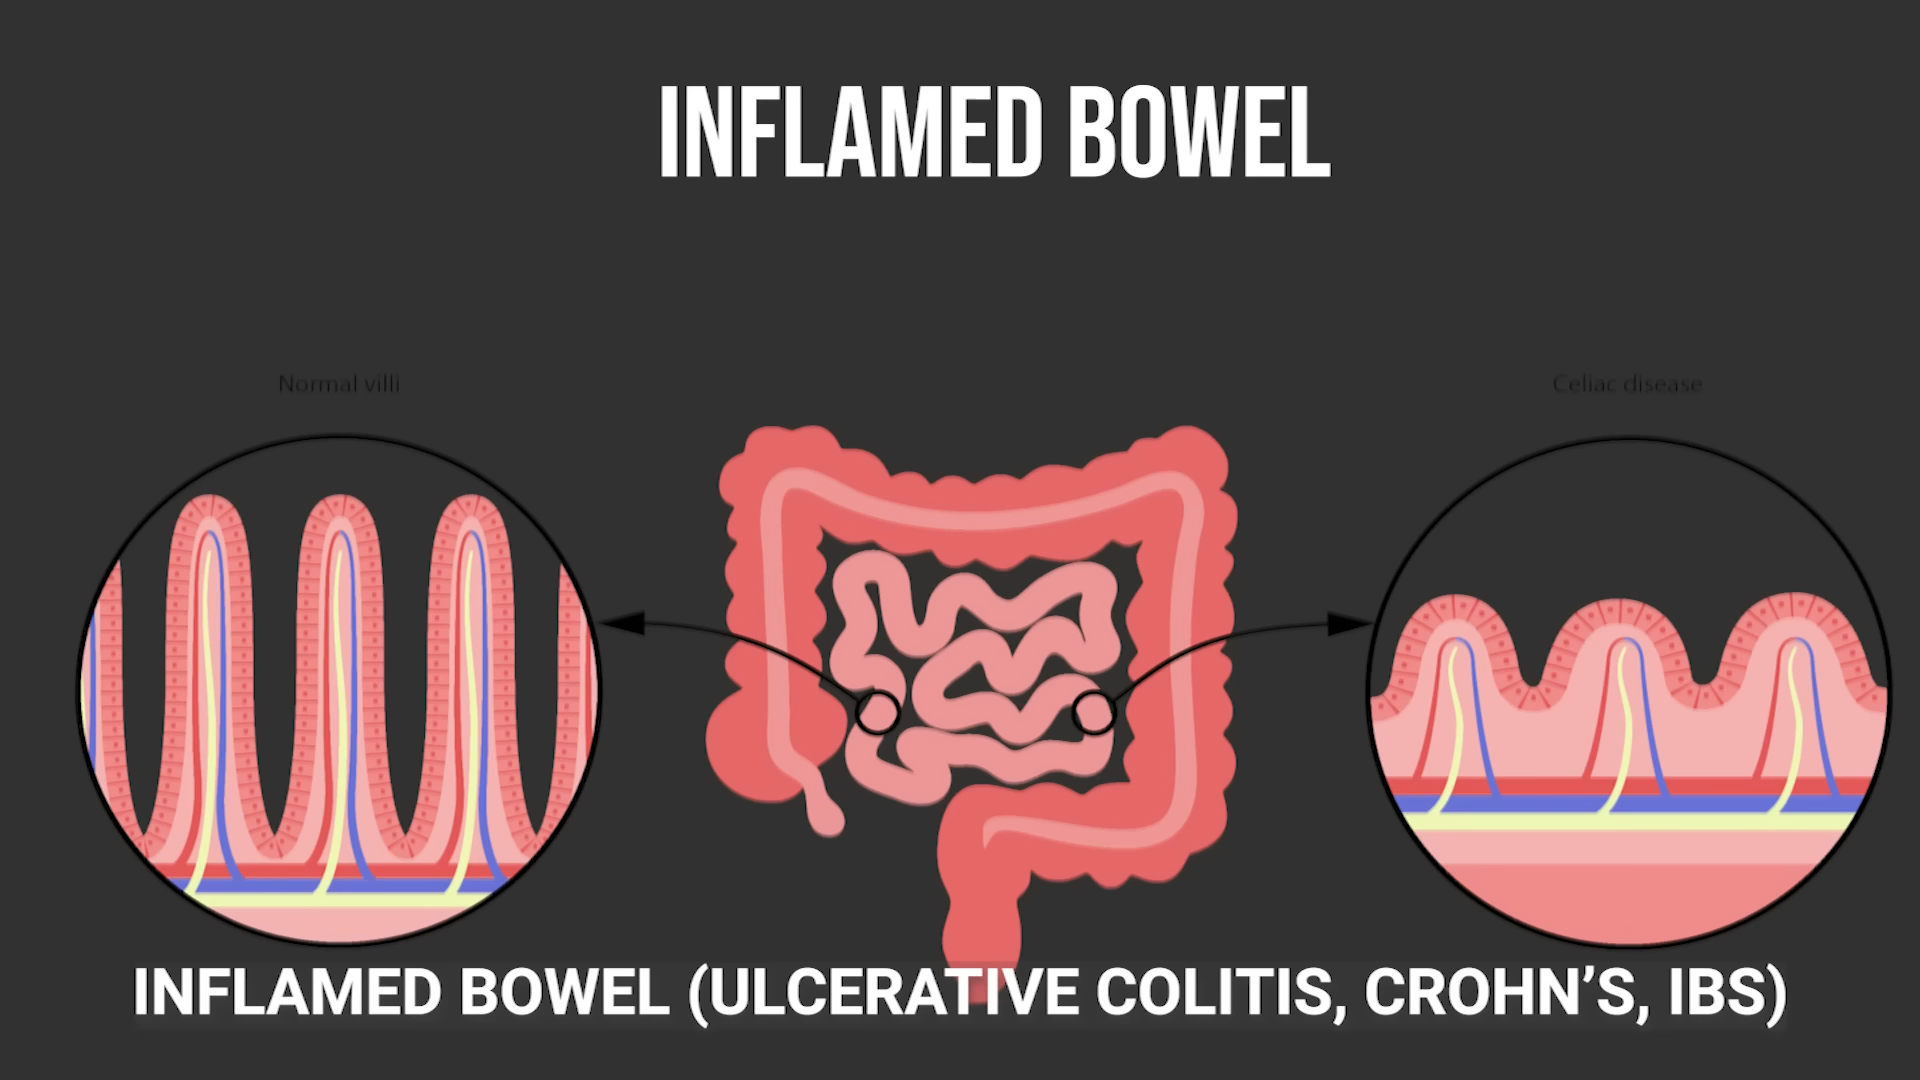 INFLAMED BOWEL
Normal villi
Celiac disease
INFLAMED BOWEL (ULCERATIVE COLITIS, CROHN’S, IBS)